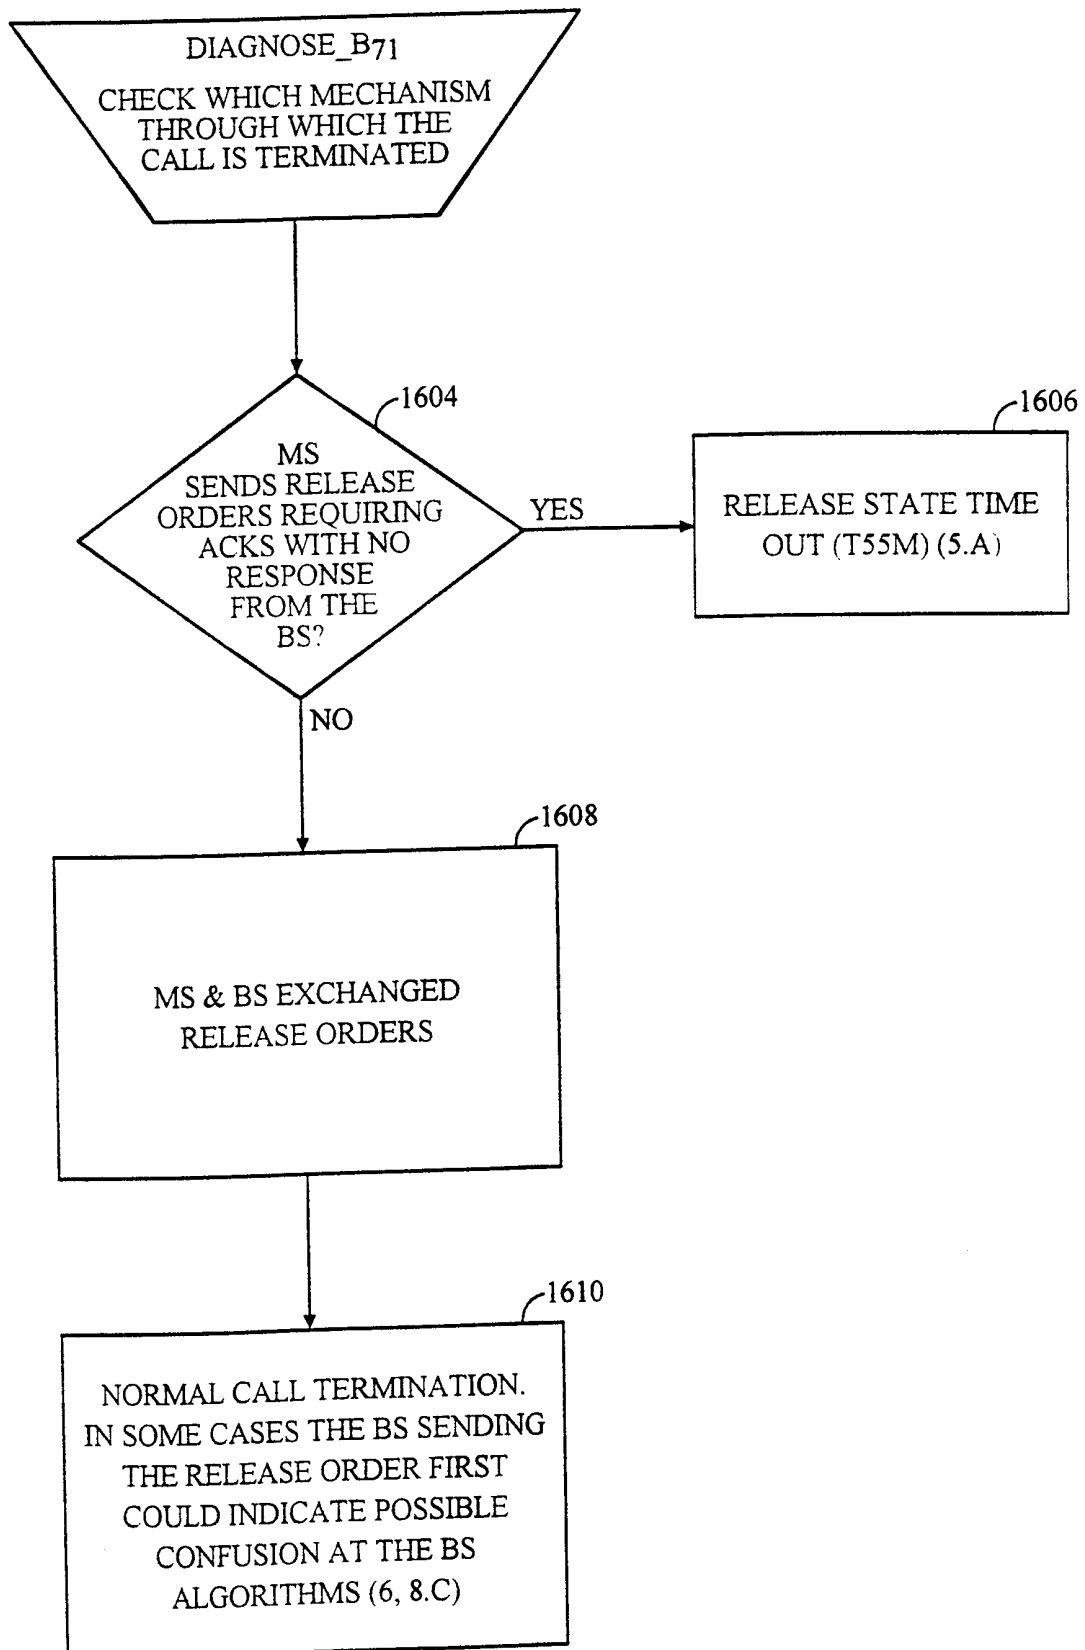 DIAGNOSE_B71
CHECK WHICH MECHANISM
THROUGH WHICH THE
CALL IS TERMINATED
1604
MS
SENDS RELEASE
ORDERS REQUIRING
ACKS WITH NO
RESPONSE
FROM THE
BS?
YES
1606
RELEASE STATE TIME
OUT (T55M) (5.A)
NO
1608
MS & BS EXCHANGED
RELEASE ORDERS
1610
NORMAL CALL TERMINATION.
IN SOME CASES THE BS SENDING
THE RELEASE ORDER FIRST
COULD INDICATE POSSIBLE
CONFUSION AT THE BS
ALGORITHMS (6, 8.C)